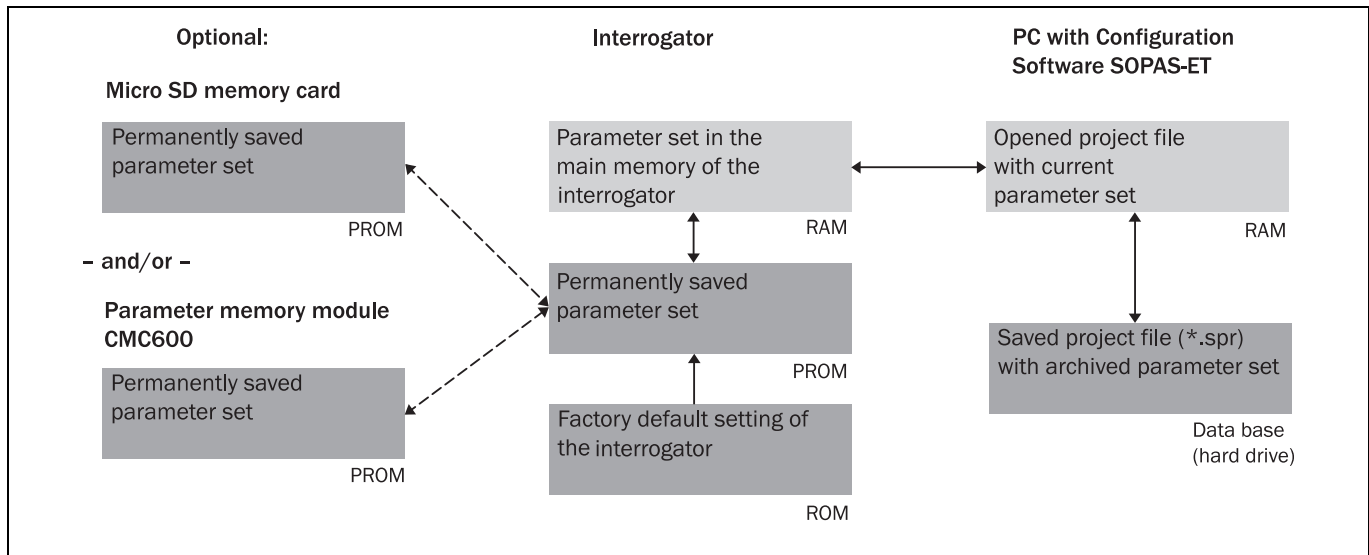 Optional:
Micro SD memory card
Permanently saved
parameter set
PROM
– and/or –
Parameter memory module
CMC600
Permanently saved
parameter set
PROM
Interrogator
Parameter set in the
main memory of the
interrogator
RAM
Permanently saved
parameter set
PROM
Factory default setting of
the interrogator
ROM
PC with Configuration
Software SOPAS-ET
Opened project file
with current
parameter set
RAM
Saved project file (*.spr)
with archived parameter set
Data base
(hard drive)